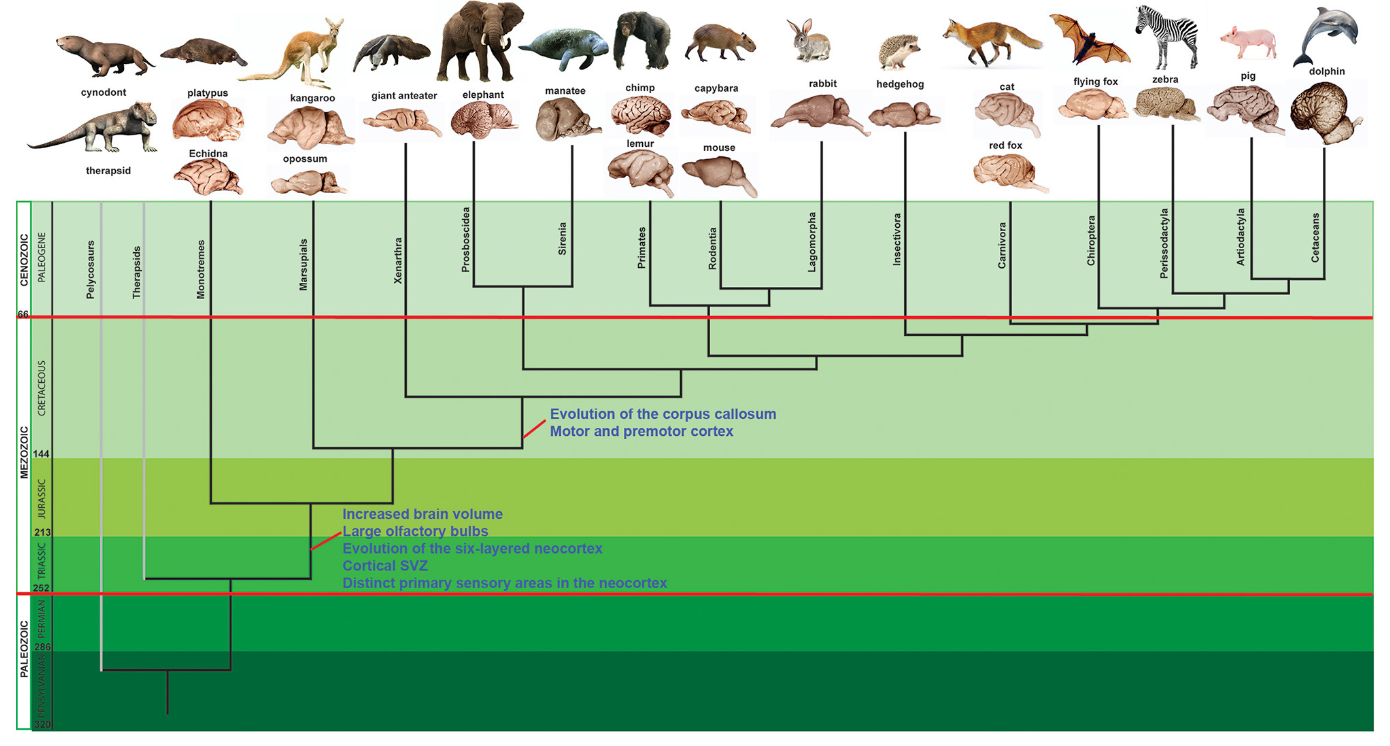 cynodont
platypus
kangaroo
giant anteater
elephant
manatee
chimp
capybara
rabbit
hedgehog
cat
flying fox
zebra
pig
dolphin
therapsid
Echidna
opossum
lemur
mouse
red fox
CENOZOIC
PALEOGENE
Pelycosaurs
Therapsids
Monotremes
Marsupials
Xenarthra
Prosboscidea
Sirenia
Primates
Rodentia
Lagomorpha
Insectivora
Carnivora
Chiroptera
Perissodactyla
Artiodactyla
Cetaceans
66
MEZOZOIC
CRETACEOUS
Evolution of the corpus callosum
Motor and premotor cortex
144
JURASSIC
Increased brain volume
Large olfactory bulbs
213
Evolution of the six-layered neocortex
TRIASSIC
Cortical SVZ
Distinct primary sensory areas in the neocortex
252
PALEOZOIC
PERMIAN
286
PENNSYLVANIAN
320